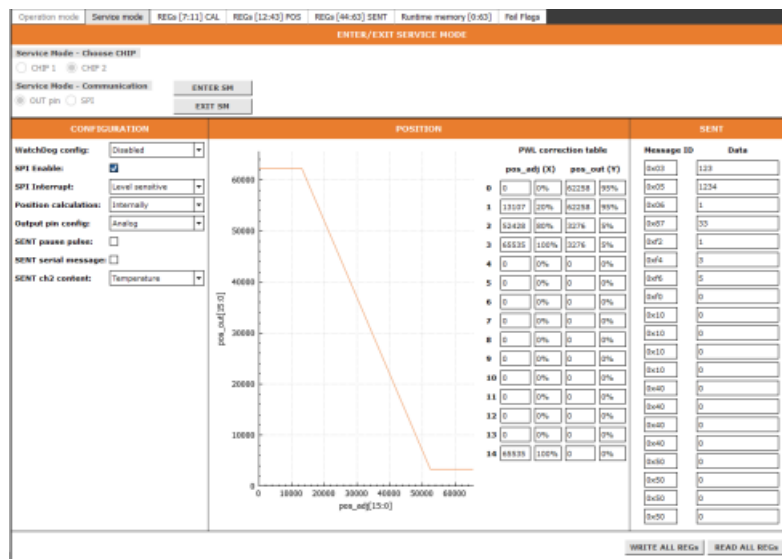 Operation mode Service mode REGs [7:11] CAL REGs [12:43] POS REGs [44:63] SENT Runtime memory [0:63] Fail Flags
ENTER/EXIT SERVICE MODE
Service Mode - Choose CHIP
CHIP 1 CHIP 2
Service Mode - Communication
OUT pin SPI
ENTER SM
EXIT SM
CONFIGURATION
WatchDog config: Disabled
SPI Enable:
SPI Interrupt: Level sensitive
Position calculation: Internally
Output pin config: Analog
SENT pause pulse:
SENT serial message:
SENT ch2 content: Temperature
POSITION
60000
50000
40000
30000
20000
10000
0
pos_out[15:0]
0 10000 20000 30000 40000 50000 60000
pos_adj[15:0]
PWL correction table
pos_adj (X) pos_out (Y)
0 0 0% 62258 95%
1 13107 20% 62258 95%
2 52428 80% 3276 5%
3 65535 100% 3276 5%
4 0 0% 0 0%
5 0 0% 0 0%
6 0 0% 0 0%
7 0 0% 0 0%
8 0 0% 0 0%
9 0 0% 0 0%
10 0 0% 0 0%
11 0 0% 0 0%
12 0 0% 0 0%
13 0 0% 0 0%
14 65535 100% 0 0%
SENT
Message ID Data
0x03 123
0x05 1234
0x06 1
0x87 33
0xf2 1
0xf4 3
0xf6 5
0xf0 0
0x10 0
0x10 0
0x10 0
0x10 0
0x40 0
0x40 0
0x40 0
0x40 0
0x50 0
0x50 0
0x50 0
0x50 0
WRITE ALL REGs READ ALL REGs